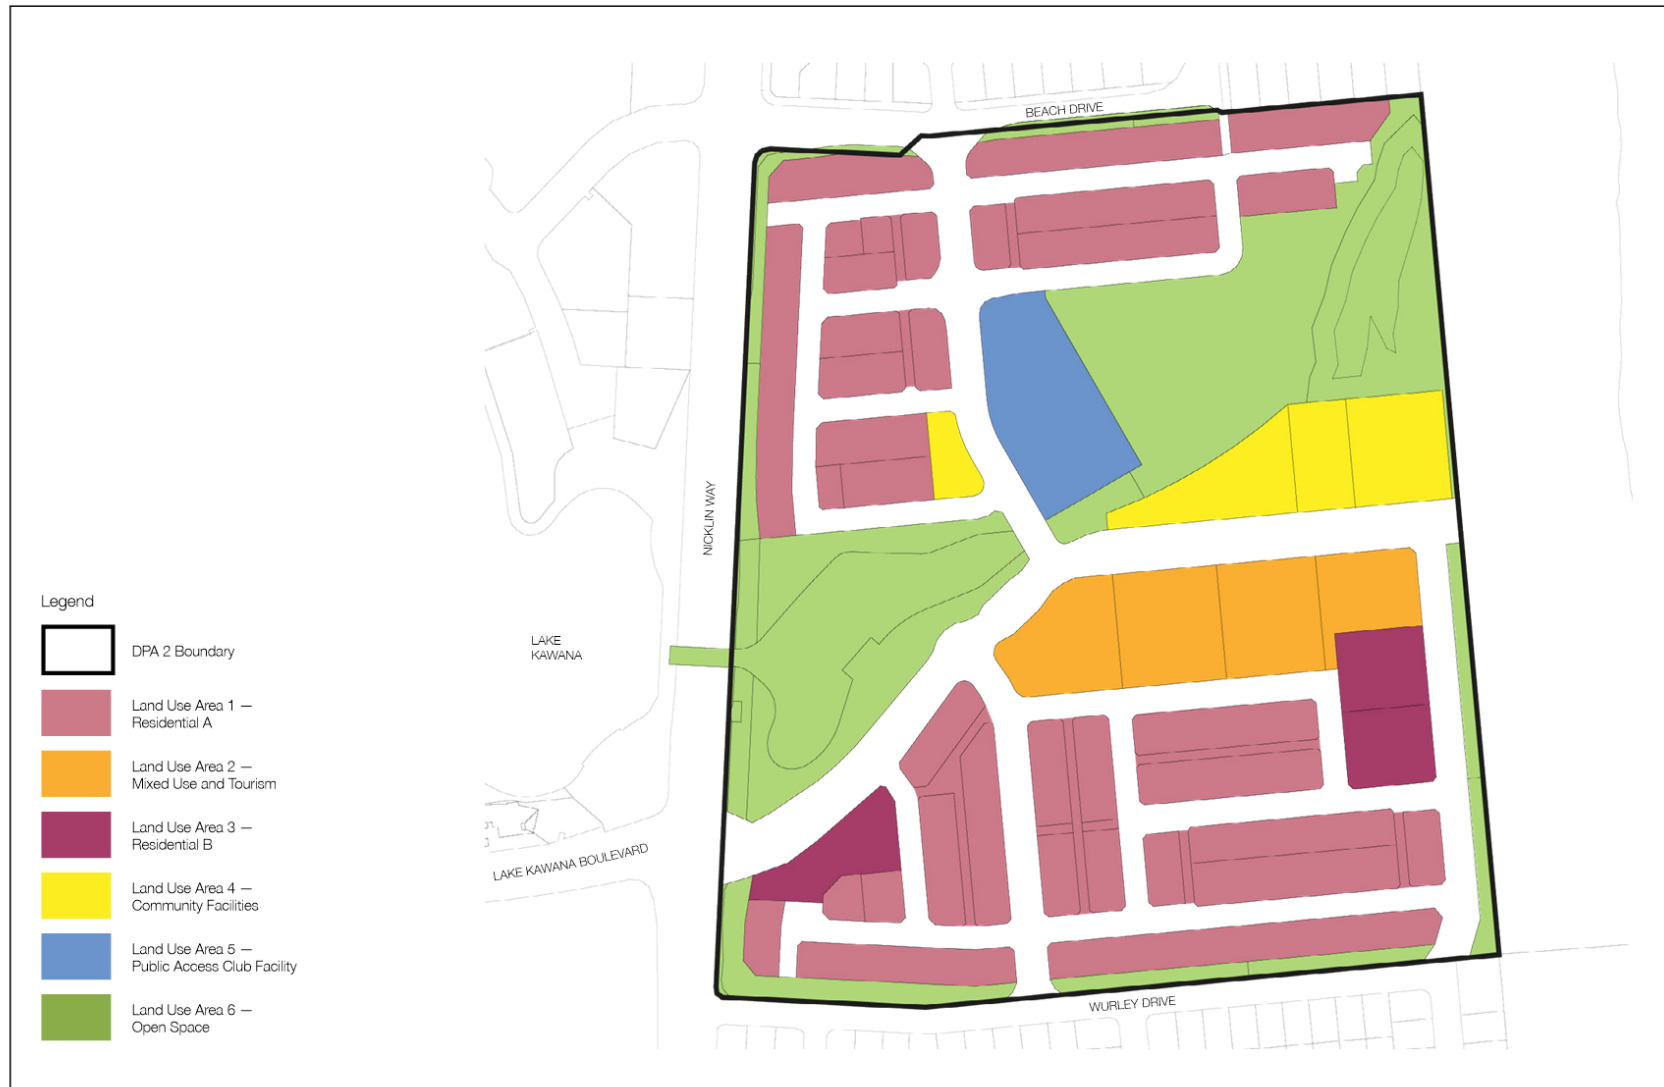 BEACH DRIVE
NICKLIN WAY
LAKE
KAWANA
LAKE KAWANA BOULEVARD
WURLEY DRIVE
Legend
DPA 2 Boundary
Land Use Area 1 —
Residential A
Land Use Area 2 —
Mixed Use and Tourism
Land Use Area 3 —
Residential B
Land Use Area 4 —
Community Facilities
Land Use Area 5 —
Public Access Club Facility
Land Use Area 6 —
Open Space